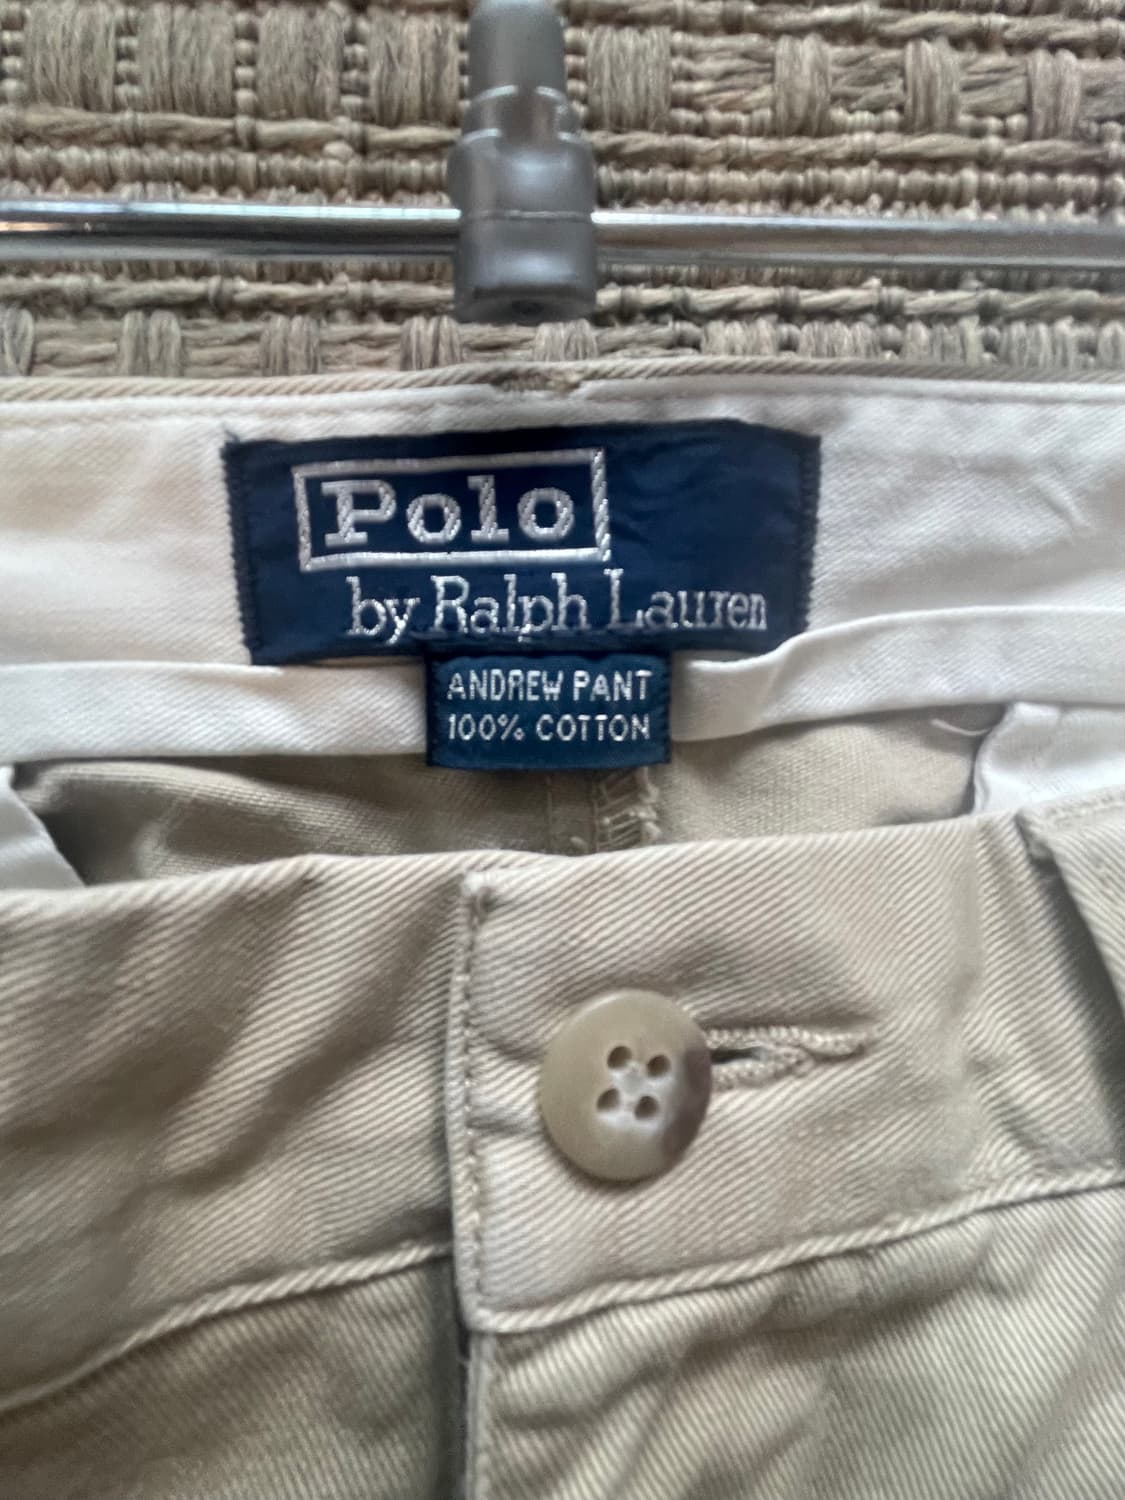 Polo
by Ralph Lauren
ANDREW PANT
100% COTTON